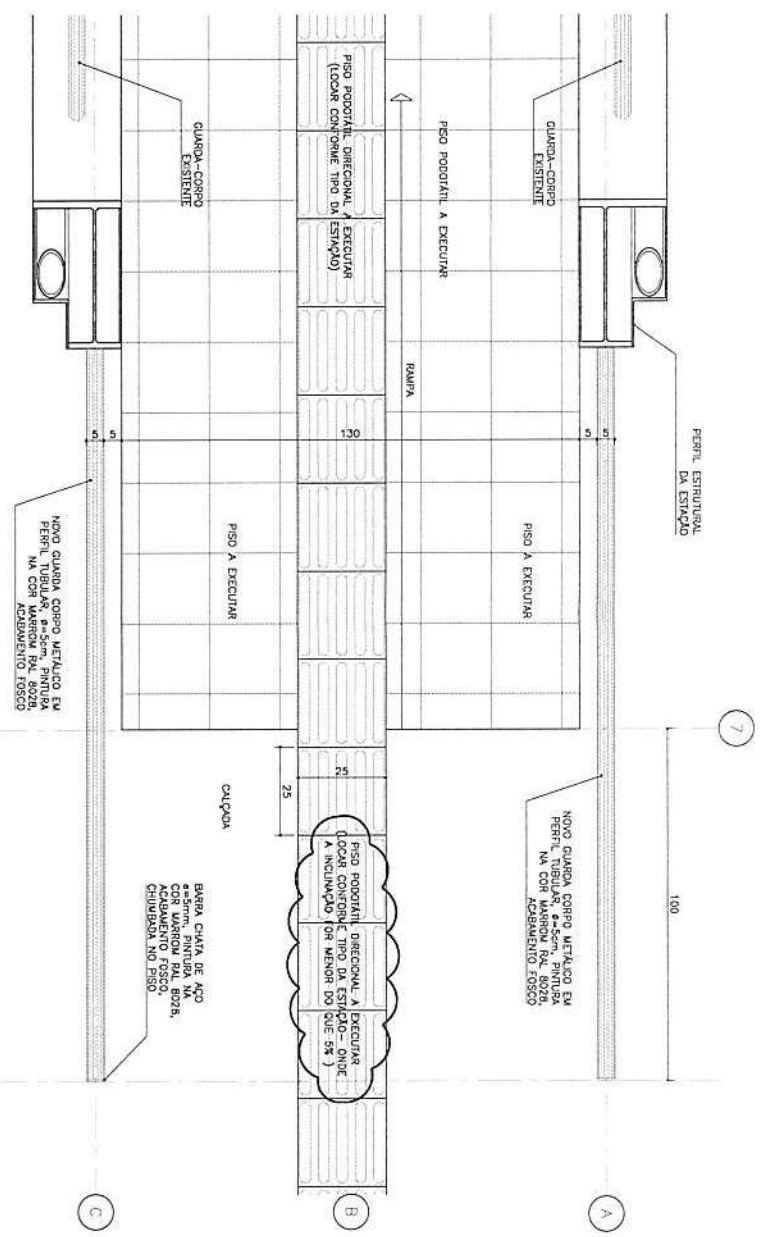 GUARDA-CORPO
EXISTENTE
PISO PODOTÁTIL A EXECUTAR
PERFIL ESTRUTURAL
DA ESTAÇÃO
PISO PODOTÁTIL DIRECIONAL A EXECUTAR
(LOCAR CONFORME TIPO DA ESTAÇÃO)
GUARDA-CORPO
EXISTENTE
RAMPA
5
5
130
5
5
PISO A EXECUTAR
PISO A EXECUTAR
NOVO GUARDA CORPO METÁLICO EM
PERFIL TUBULAR, ø=5cm, PINTURA
NA COR MARROM RAL 8028,
ACABAMENTO FOSCO
7
100
NOVO GUARDA CORPO METÁLICO EM
PERFIL TUBULAR, ø=5cm, PINTURA
NA COR MARROM RAL 8028,
ACABAMENTO FOSCO
25
25
CALÇADA
PISO PODOTÁTIL DIRECIONAL A EXECUTAR
(LOCAR CONFORME TIPO DA ESTAÇÃO- ONDE
A INCLINAÇÃO FOR MENOR DO QUE 5% )
BARRA CHATA DE AÇO
e=5mm, PINTURA NA
COR MARROM RAL 8028,
ACABAMENTO FOSCO,
CHUMBADA NO PISO
A
B
C